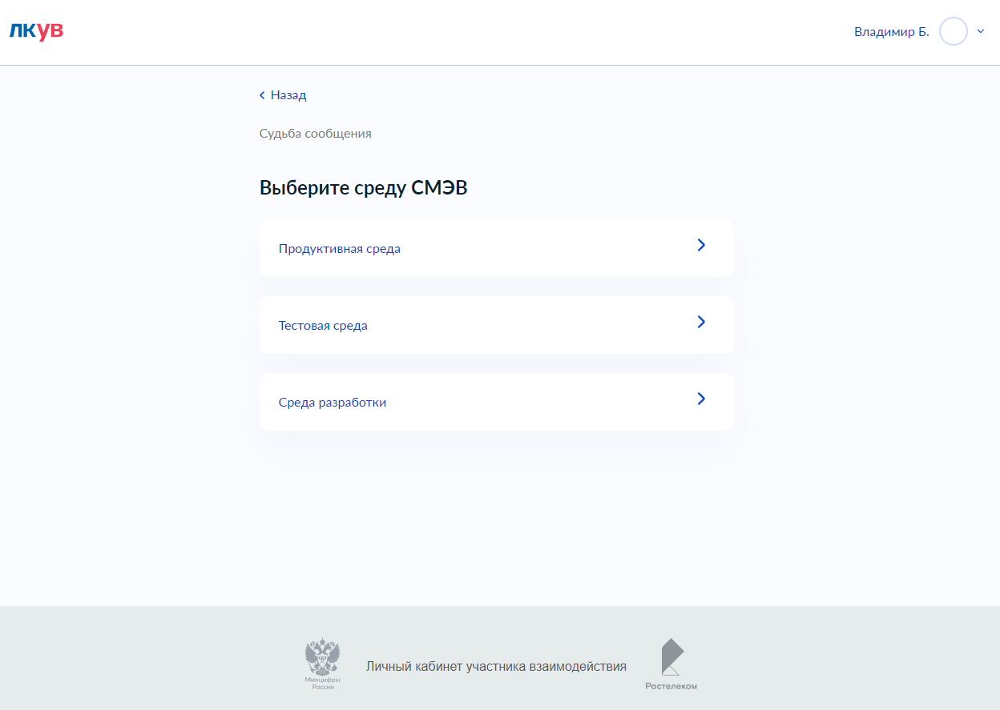 ЛКУВ
Владимир Б.
Назад
Судьба сообщения
Выберите среду СМЭВ
Продуктивная среда
Тестовая среда
Среда разработки
Минцифры
России
Личный кабинет участника взаимодействия
Ростелеком